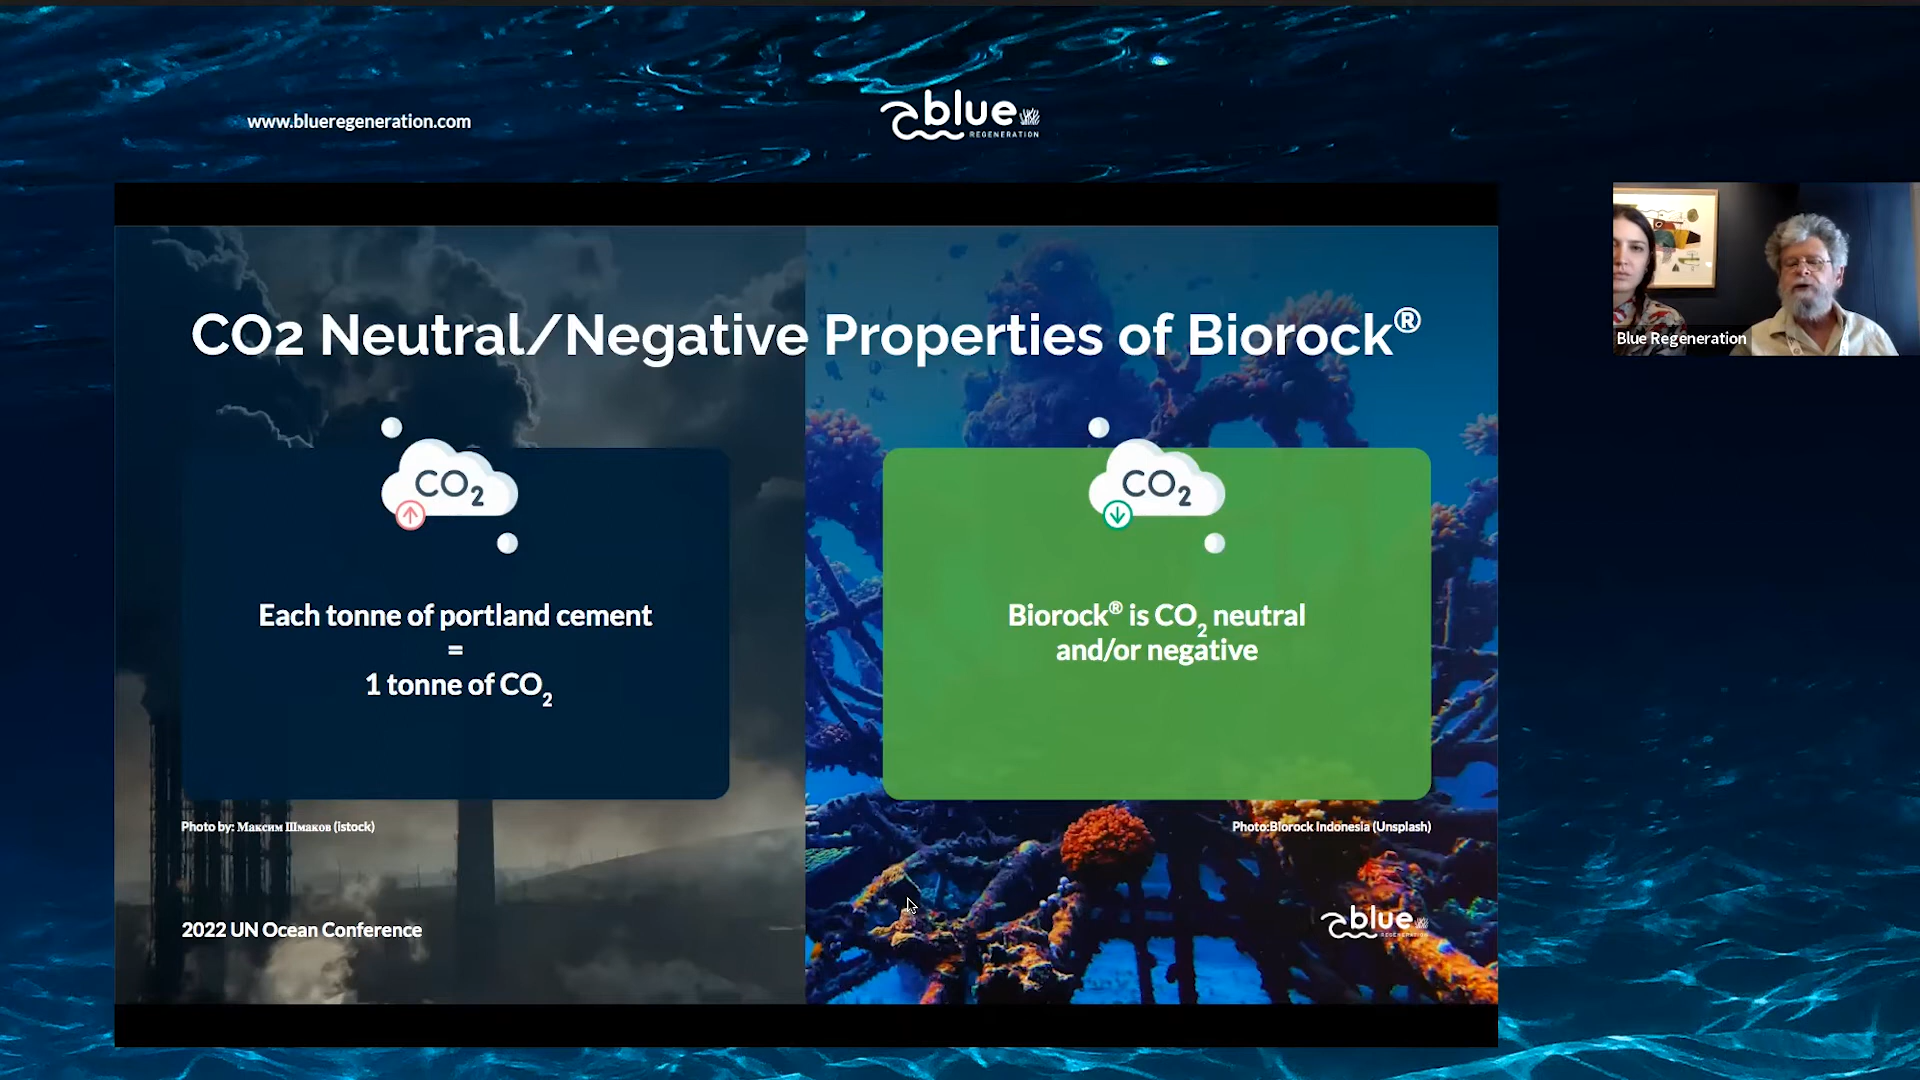 www.blueregeneration.com
blue
REGENERATION
CO2 Neutral/Negative Properties of Biorock®
CO2
CO2
Each tonne of portland cement
=
1 tonne of CO2
Biorock® is CO2 neutral
and/or negative
Photo by: Максим Шмаков (istock)
Photo:Biorock Indonesia (Unsplash)
2022 UN Ocean Conference
blue
REGENERATION
Blue Regeneration